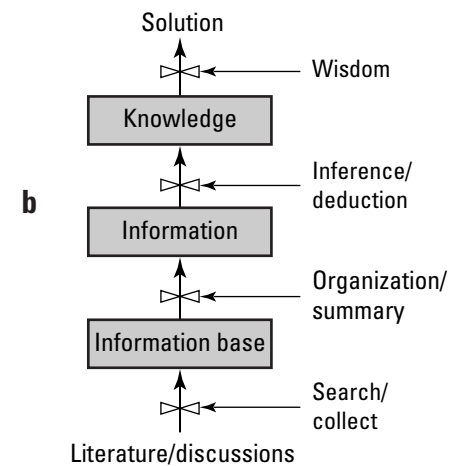 Solution
Wisdom
Knowledge
Inference/
deduction
b
Information
Organization/
summary
Information base
Search/
collect
Literature/discussions